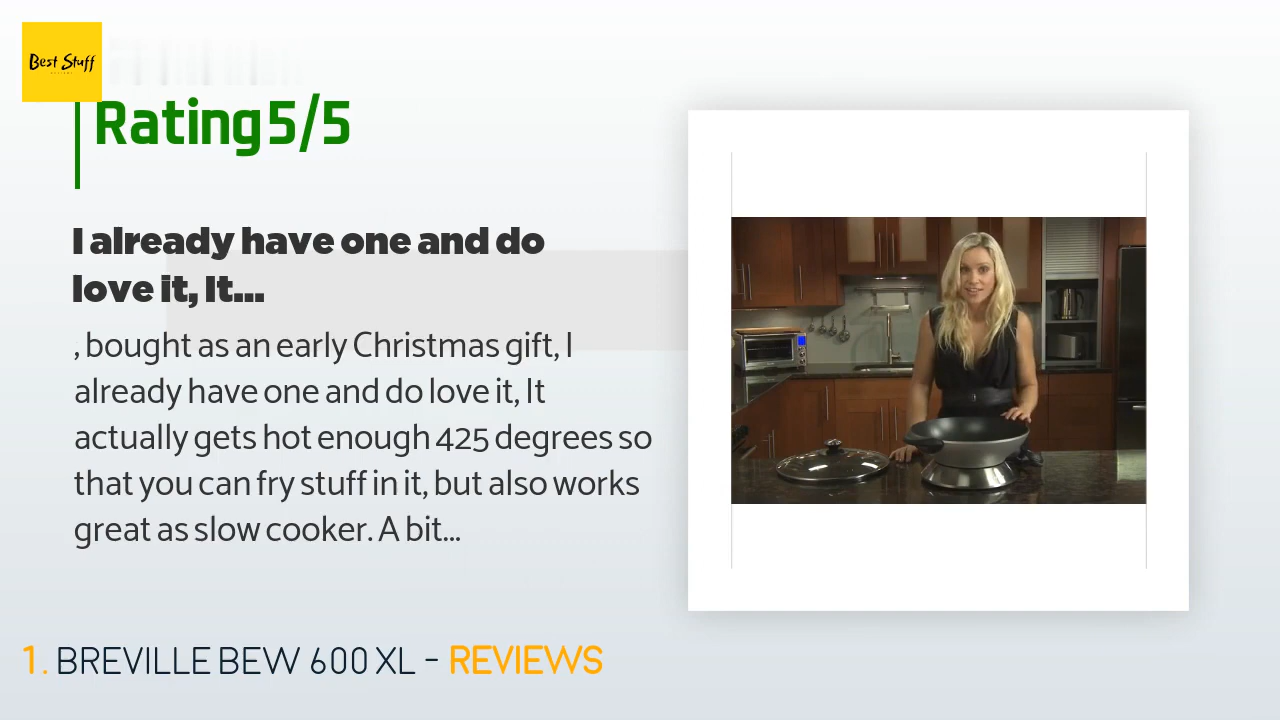 Best Stuff
Rating 5/5
I already have one and do
love it, It...
, bought as an early Christmas gift, I
already have one and do love it, It
actually gets hot enough 425 degrees so
that you can fry stuff in it, but also works
great as slow cooker. A bit...
1. BREVILLE BEW 600 XL - REVIEWS